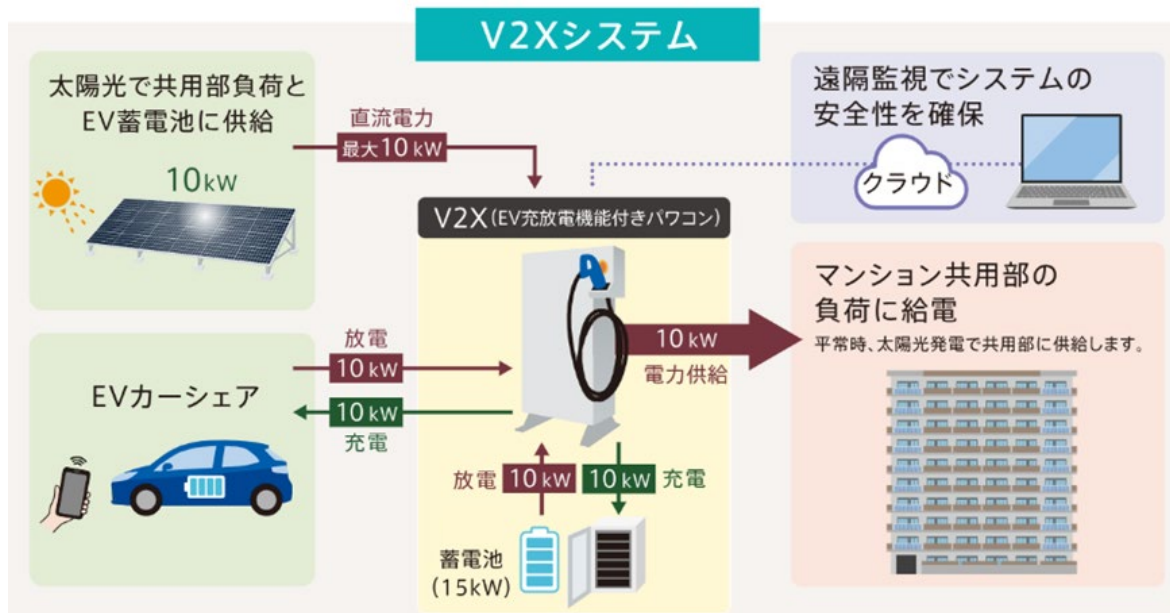 V2Xシステム
太陽光で共用部負荷と
EV蓄電池に供給
10kW
直流電力
最大10kW
遠隔監視でシステムの
安全性を確保
クラウド
V2X(EV充放電機能付きパワコン)
マンション共用部の
負荷に給電
平常時、太陽光発電で共用部に供給します。
10kW
電力供給
EVカーシェア
放電
10kW
10kW
充電
放電 10kW
10kW 充電
蓄電池
(15kW)